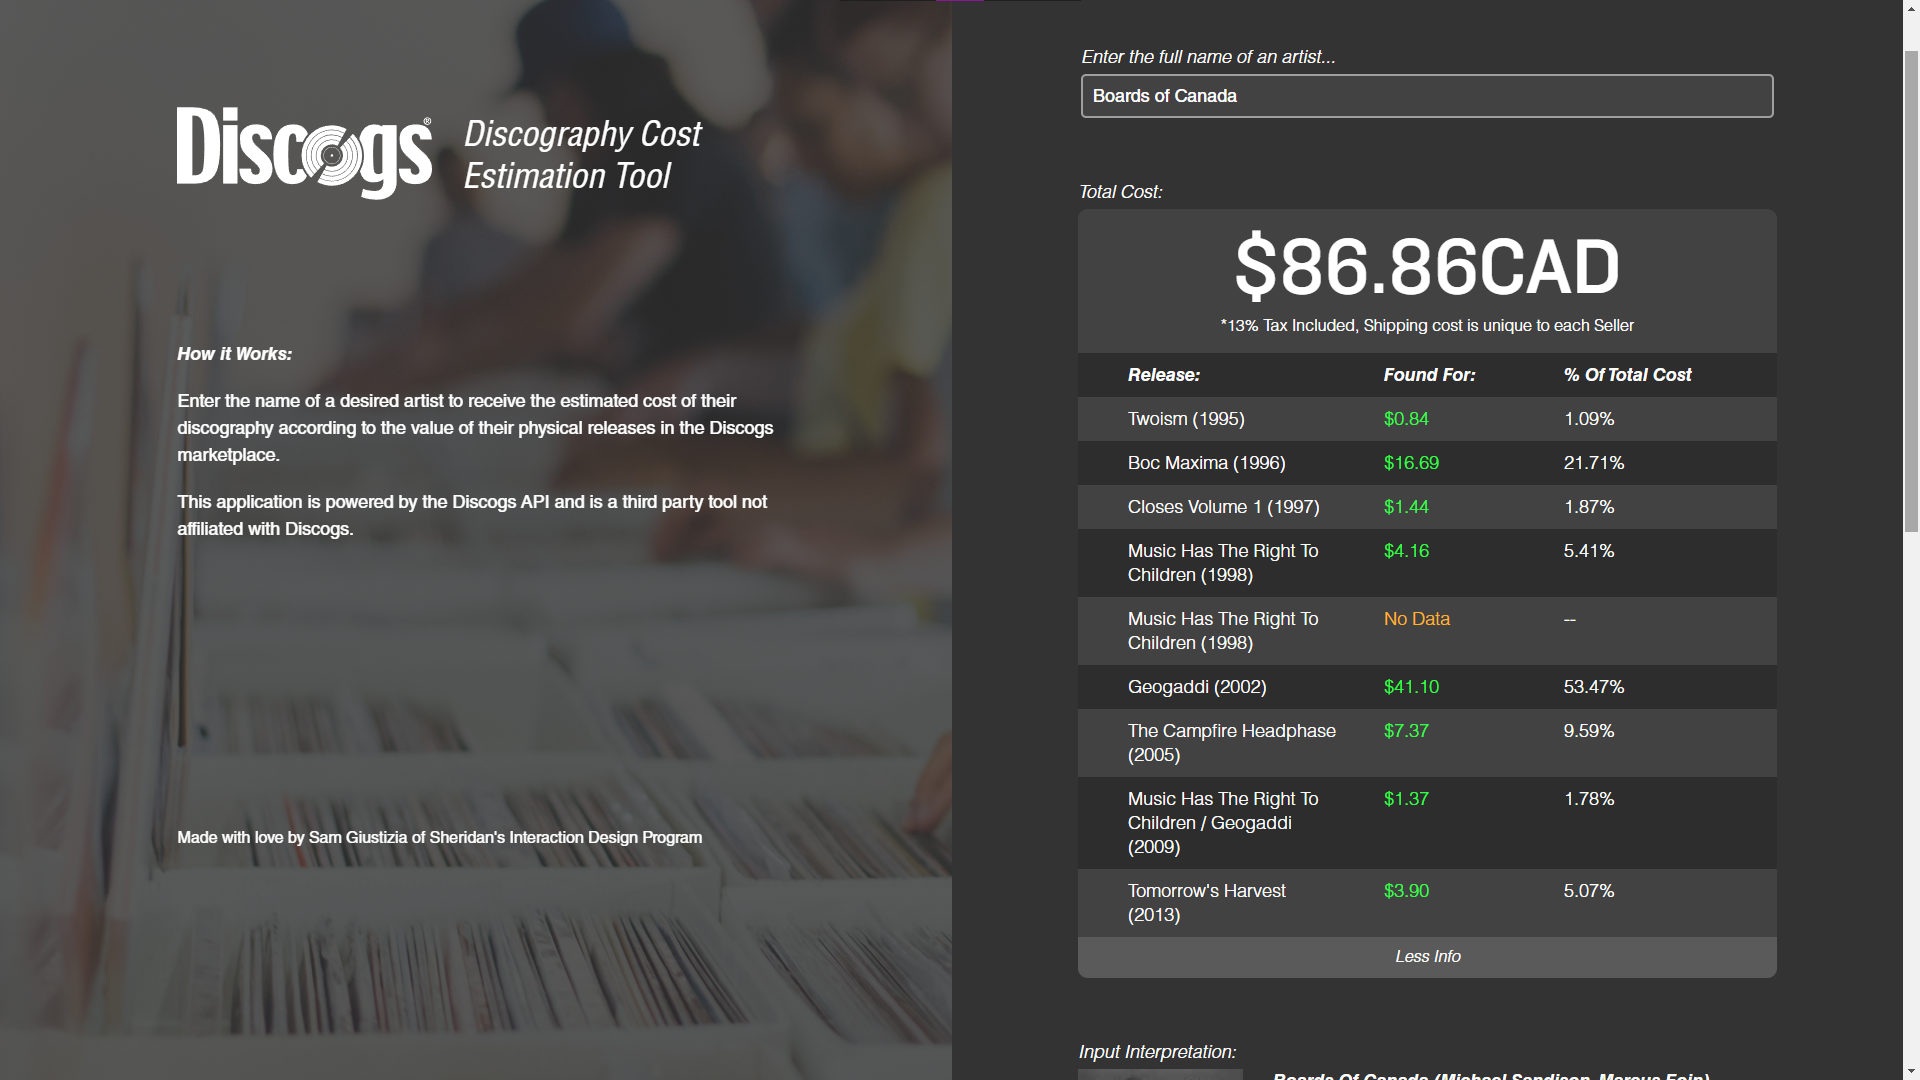 Discogs®
Discography Cost
Estimation Tool
How it Works:
Enter the name of a desired artist to receive the estimated cost of their
discography according to the value of their physical releases in the Discogs
marketplace.
This application is powered by the Discogs API and is a third party tool not
affiliated with Discogs.
Made with love by Sam Giustizia of Sheridan's Interaction Design Program
Enter the full name of an artist...
Boards of Canada
Total Cost:
$86.86CAD
*13% Tax Included, Shipping cost is unique to each Seller
Release: Found For: % Of Total Cost
Twoism (1995) $0.84 1.09%
Boc Maxima (1996) $16.69 21.71%
Closes Volume 1 (1997) $1.44 1.87%
Music Has The Right To $4.16 5.41%
Children (1998)
Music Has The Right To No Data --
Children (1998)
Geogaddi (2002) $41.10 53.47%
The Campfire Headphase $7.37 9.59%
(2005)
Music Has The Right To $1.37 1.78%
Children / Geogaddi
(2009)
Tomorrow's Harvest $3.90 5.07%
(2013)
Less Info
Input Interpretation:
Boards Of Canada (Michael Sandison, Marcus Eoin)